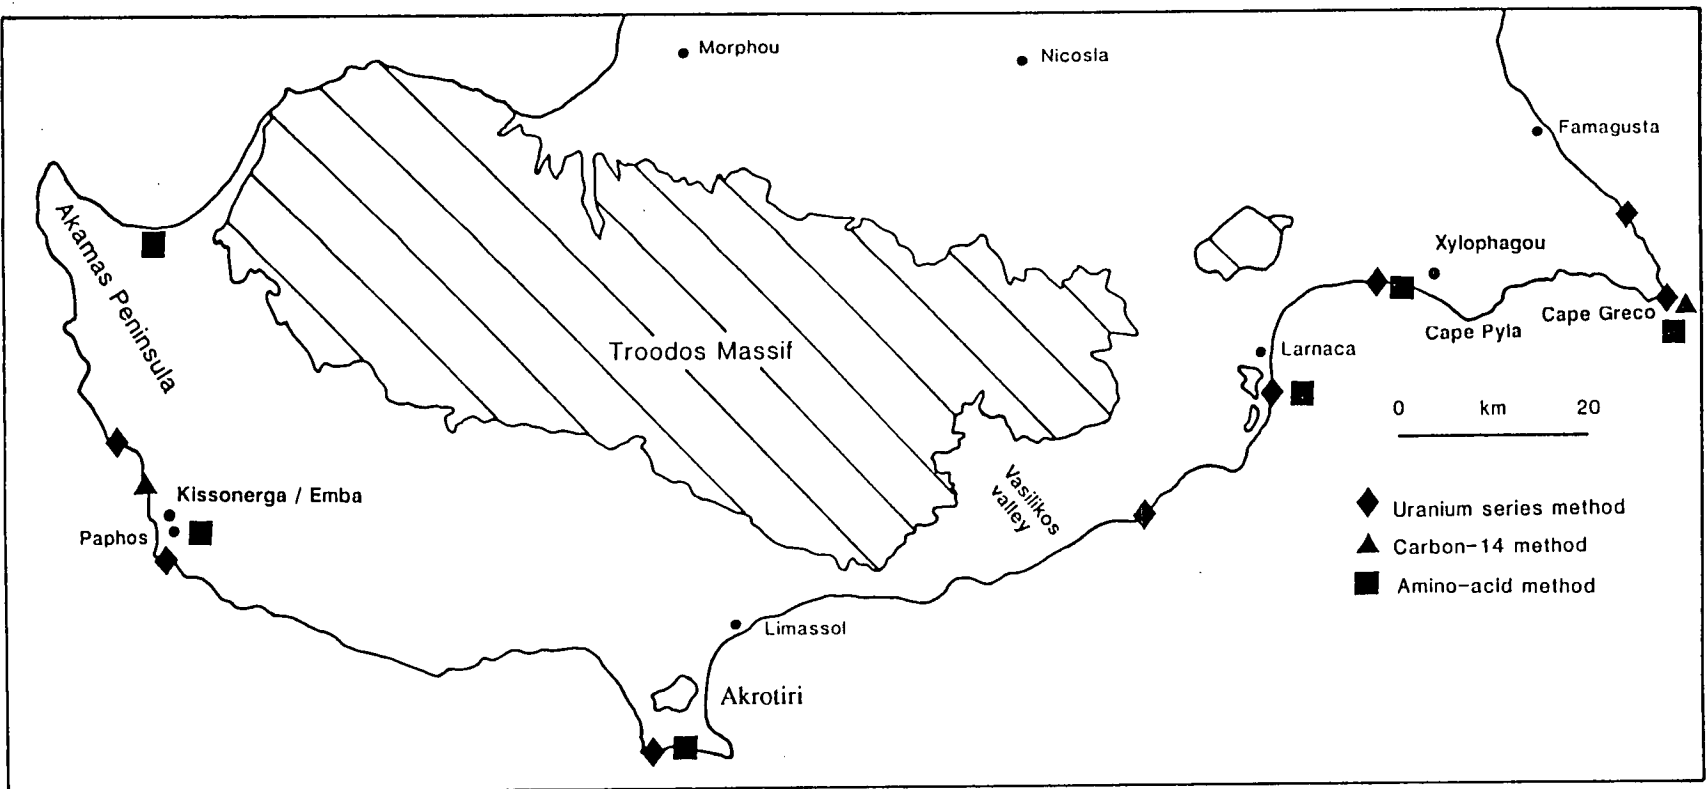 Morphou
Nicosia
Famagusta
Akamas Peninsula
Xylophagou
Cape Greco
Cape Pyla
Troodos Massif
Larnaca
0 km 20
Vasilikos
valley
Kissonerga / Emba
Paphos
Uranium series method
Carbon-14 method
Amino-acid method
Limassol
Akrotiri